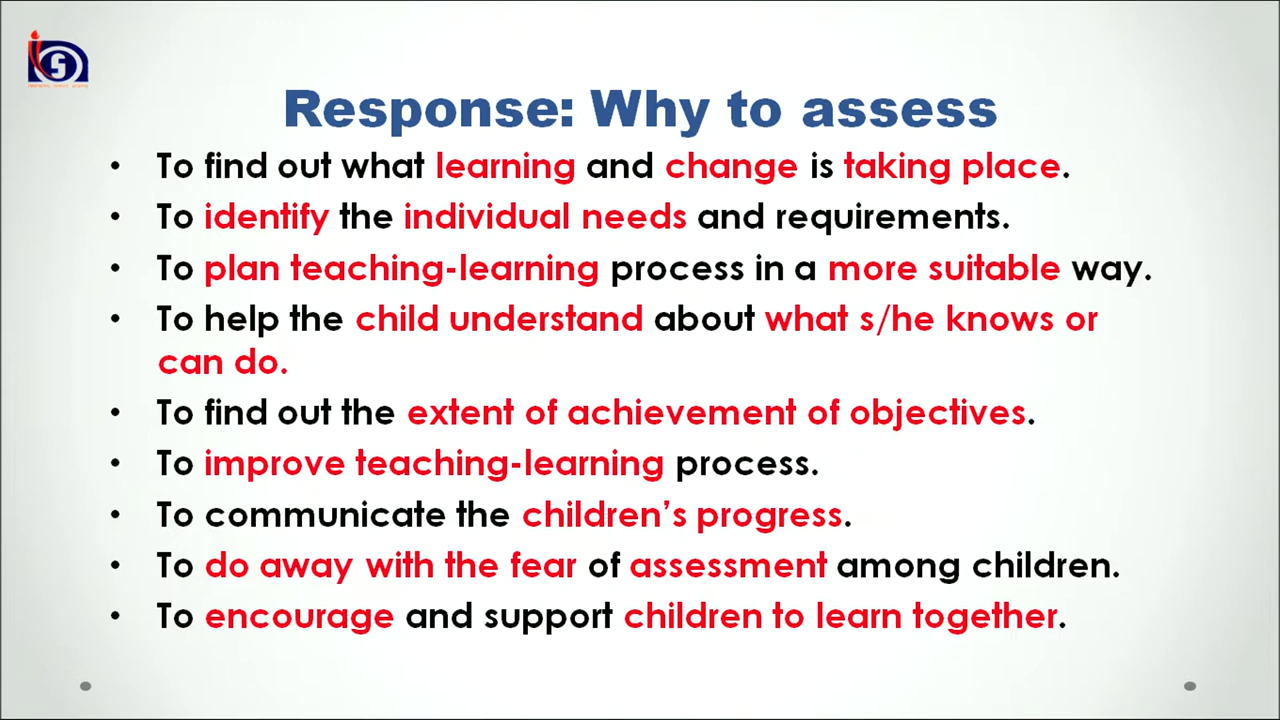 Response: Why to assess
• To find out what learning and change is taking place.
• To identify the individual needs and requirements.
• To plan teaching-learning process in a more suitable way.
• To help the child understand about what s/he knows or
can do.
• To find out the extent of achievement of objectives.
• To improve teaching-learning process.
• To communicate the children's progress.
• To do away with the fear of assessment among children.
• To encourage and support children to learn together.